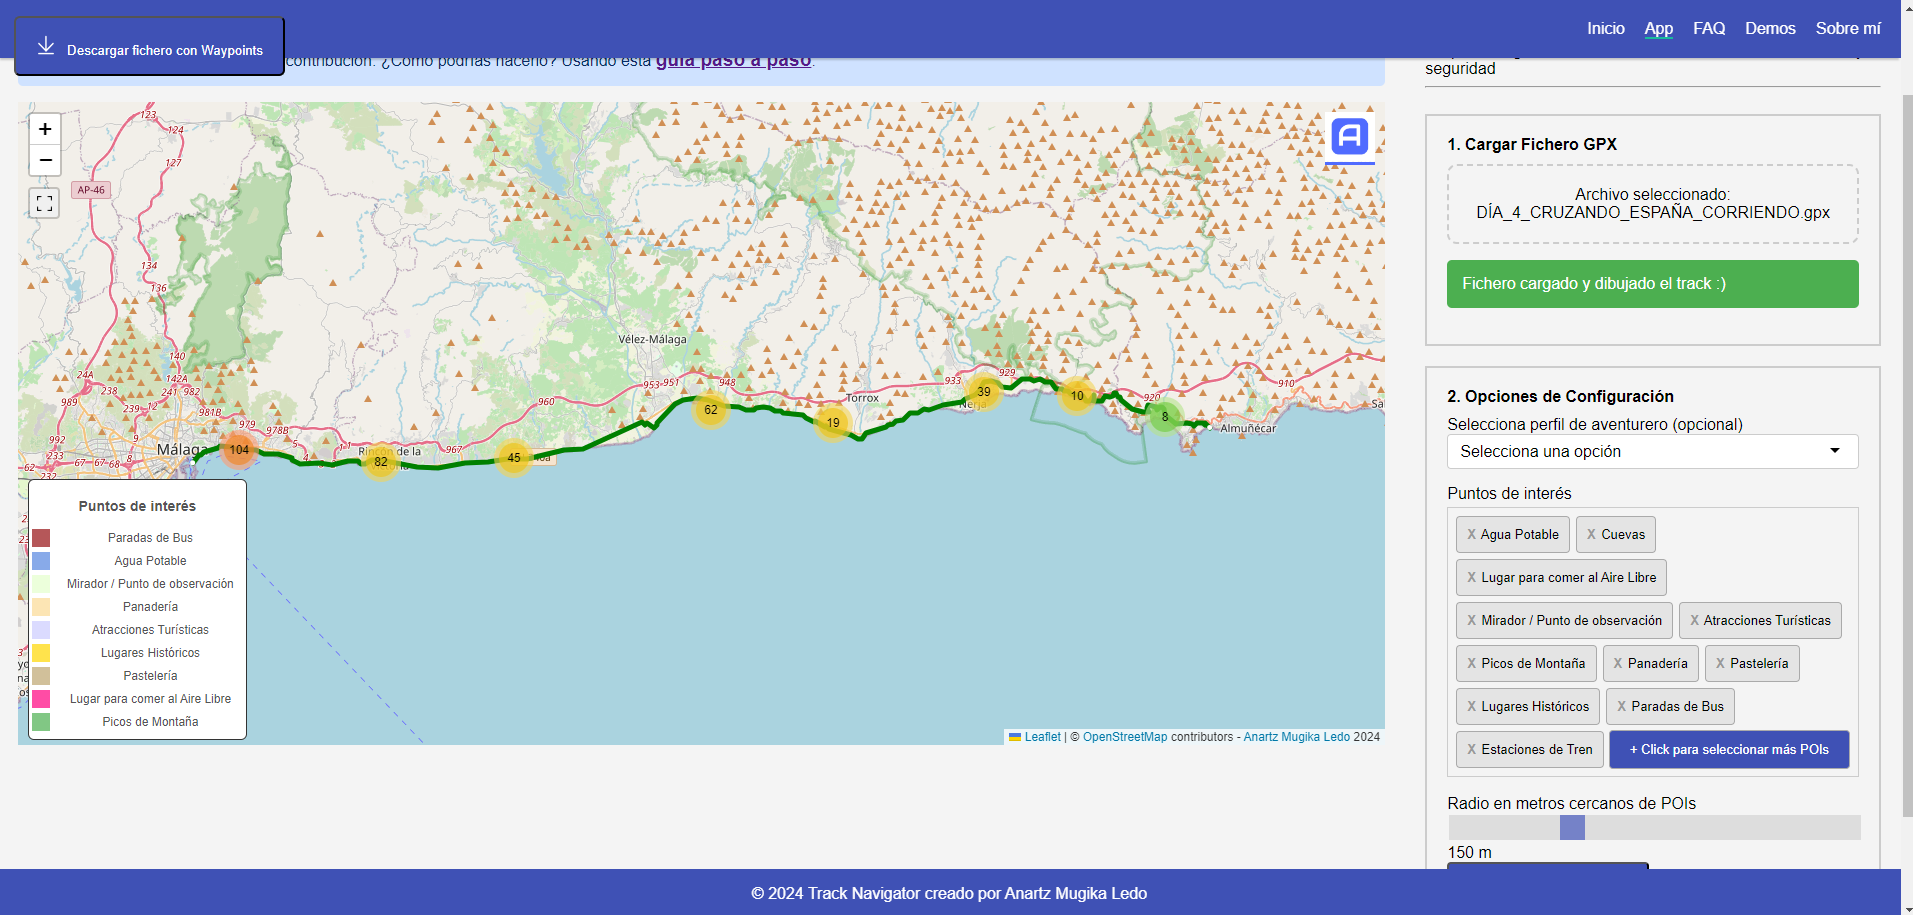 Descargar fichero con Waypoints
Inicio
App
FAQ
Demos
Sobre mí
contribución. ¿Cómo podrías hacerlo? Usando esta guía paso a paso.
seguridad
+
−
A
123
124
127
AP-46
134
136
140
24A
142A
238
241
982
239
981B
979
978B
992
62
233
67
68
Málaga
104
975
Rincón de la
82
967
45
Vélez-Málaga
953
951
948
62
Torrox
19
933
929
39
Nerja
10
920
8
910
Almuñécar
Puntos de interés
Paradas de Bus
Agua Potable
Mirador / Punto de observación
Panadería
Atracciones Turísticas
Lugares Históricos
Pastelería
Lugar para comer al Aire Libre
Picos de Montaña
Leaflet | © OpenStreetMap contributors - Anartz Mugika Ledo 2024
1. Cargar Fichero GPX
Archivo seleccionado:
DÍA_4_CRUZANDO_ESPAÑA_CORRIENDO.gpx
Fichero cargado y dibujado el track :)
2. Opciones de Configuración
Selecciona perfil de aventurero (opcional)
Selecciona una opción
Puntos de interés
X Agua Potable
X Cuevas
X Lugar para comer al Aire Libre
X Mirador / Punto de observación
X Atracciones Turísticas
X Picos de Montaña
X Panadería
X Pastelería
X Lugares Históricos
X Paradas de Bus
X Estaciones de Tren
+ Click para seleccionar más POIs
Radio en metros cercanos de POIs
150 m
© 2024 Track Navigator creado por Anartz Mugika Ledo